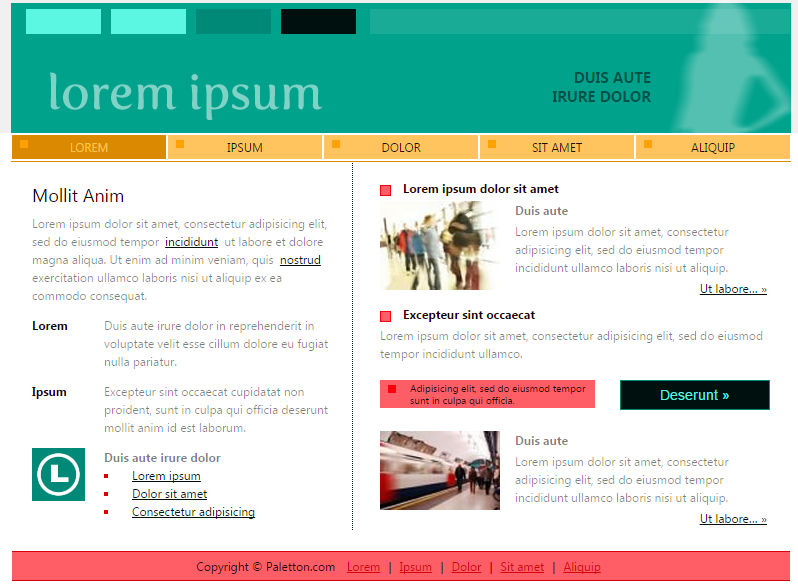 lorem ipsum
DUIS AUTE
IRURE DOLOR
LOREM
IPSUM
DOLOR
SIT AMET
ALIQUIP
Mollit Anim
Lorem ipsum dolor sit amet, consectetur adipisicing elit,
sed do eiusmod tempor incididunt ut labore et dolore
magna aliqua. Ut enim ad minim veniam, quis nostrud
exercitation ullamco laboris nisi ut aliquip ex ea
commodo consequat.
Lorem
Duis aute irure dolor in reprehenderit in
voluptate velit esse cillum dolore eu fugiat
nulla pariatur.
Ipsum
Excepteur sint occaecat cupidatat non
proident, sunt in culpa qui officia deserunt
mollit anim id est laborum.
L
Duis aute irure dolor
Lorem ipsum
Dolor sit amet
Consectetur adipisicing
Lorem ipsum dolor sit amet
Duis aute
Lorem ipsum dolor sit amet, consectetur
adipisicing elit, sed do eiusmod tempor
incididunt ullamco laboris nisi ut aliquip.
Ut labore... »
Excepteur sint occaecat
Lorem ipsum dolor sit amet, consectetur adipisicing elit, sed do eiusmod
tempor incididunt ullamco.
Adipisicing elit, sed do eiusmod tempor
sunt in culpa qui officia.
Deserunt »
Duis aute
Lorem ipsum dolor sit amet, consectetur
adipisicing elit, sed do eiusmod tempor
incididunt ullamco laboris nisi ut aliquip.
Ut labore... »
Copyright © Paletton.com Lorem | Ipsum | Dolor | Sit amet | Aliquip